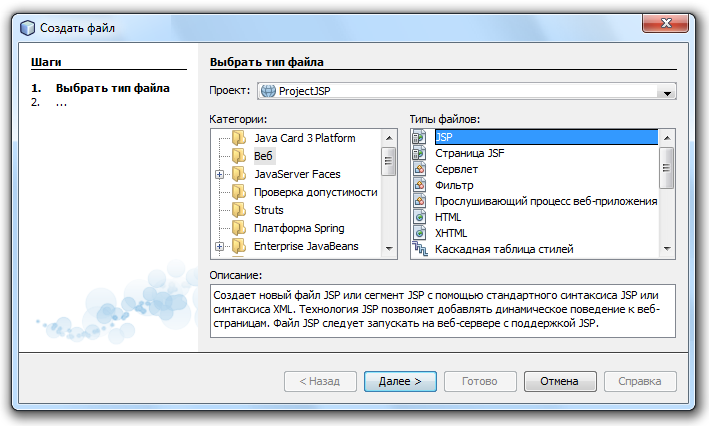 Создать файл
Шаги
1. Выбрать тип файла
2. ...
Выбрать тип файла
Проект: ProjectJSP
Категории:
Java Card 3 Platform
Веб
JavaServer Faces
Проверка допустимости
Struts
Платформа Spring
Enterprise JavaBeans
Типы файлов:
JSP
Страница JSF
Сервлет
Фильтр
Прослушивающий процесс веб-приложения
HTML
XHTML
Каскадная таблица стилей
Описание:
Создает новый файл JSP или сегмент JSP с помощью стандартного синтаксиса JSP или
синтаксиса XML. Технология JSP позволяет добавлять динамическое поведение к веб-
страницам. Файл JSP следует запускать на веб-сервере с поддержкой JSP.
< Назад Далее > Готово Отмена Справка